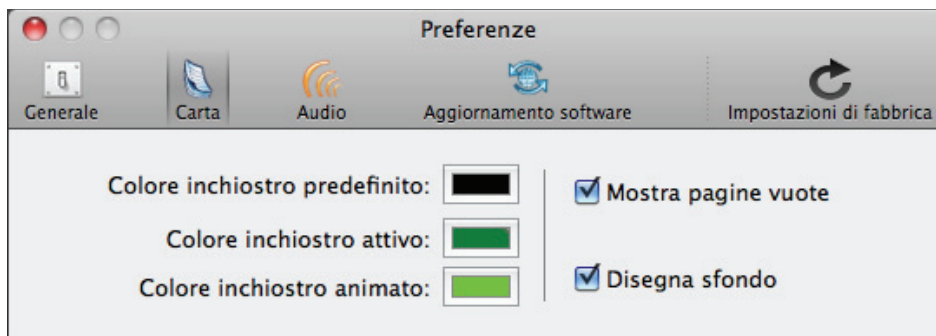 Preferenze
Generale Carta Audio Aggiornamento software Impostazioni di fabbrica
Colore inchiostro predefinito: Mostra pagine vuote
Colore inchiostro attivo:
Colore inchiostro animato: Disegna sfondo